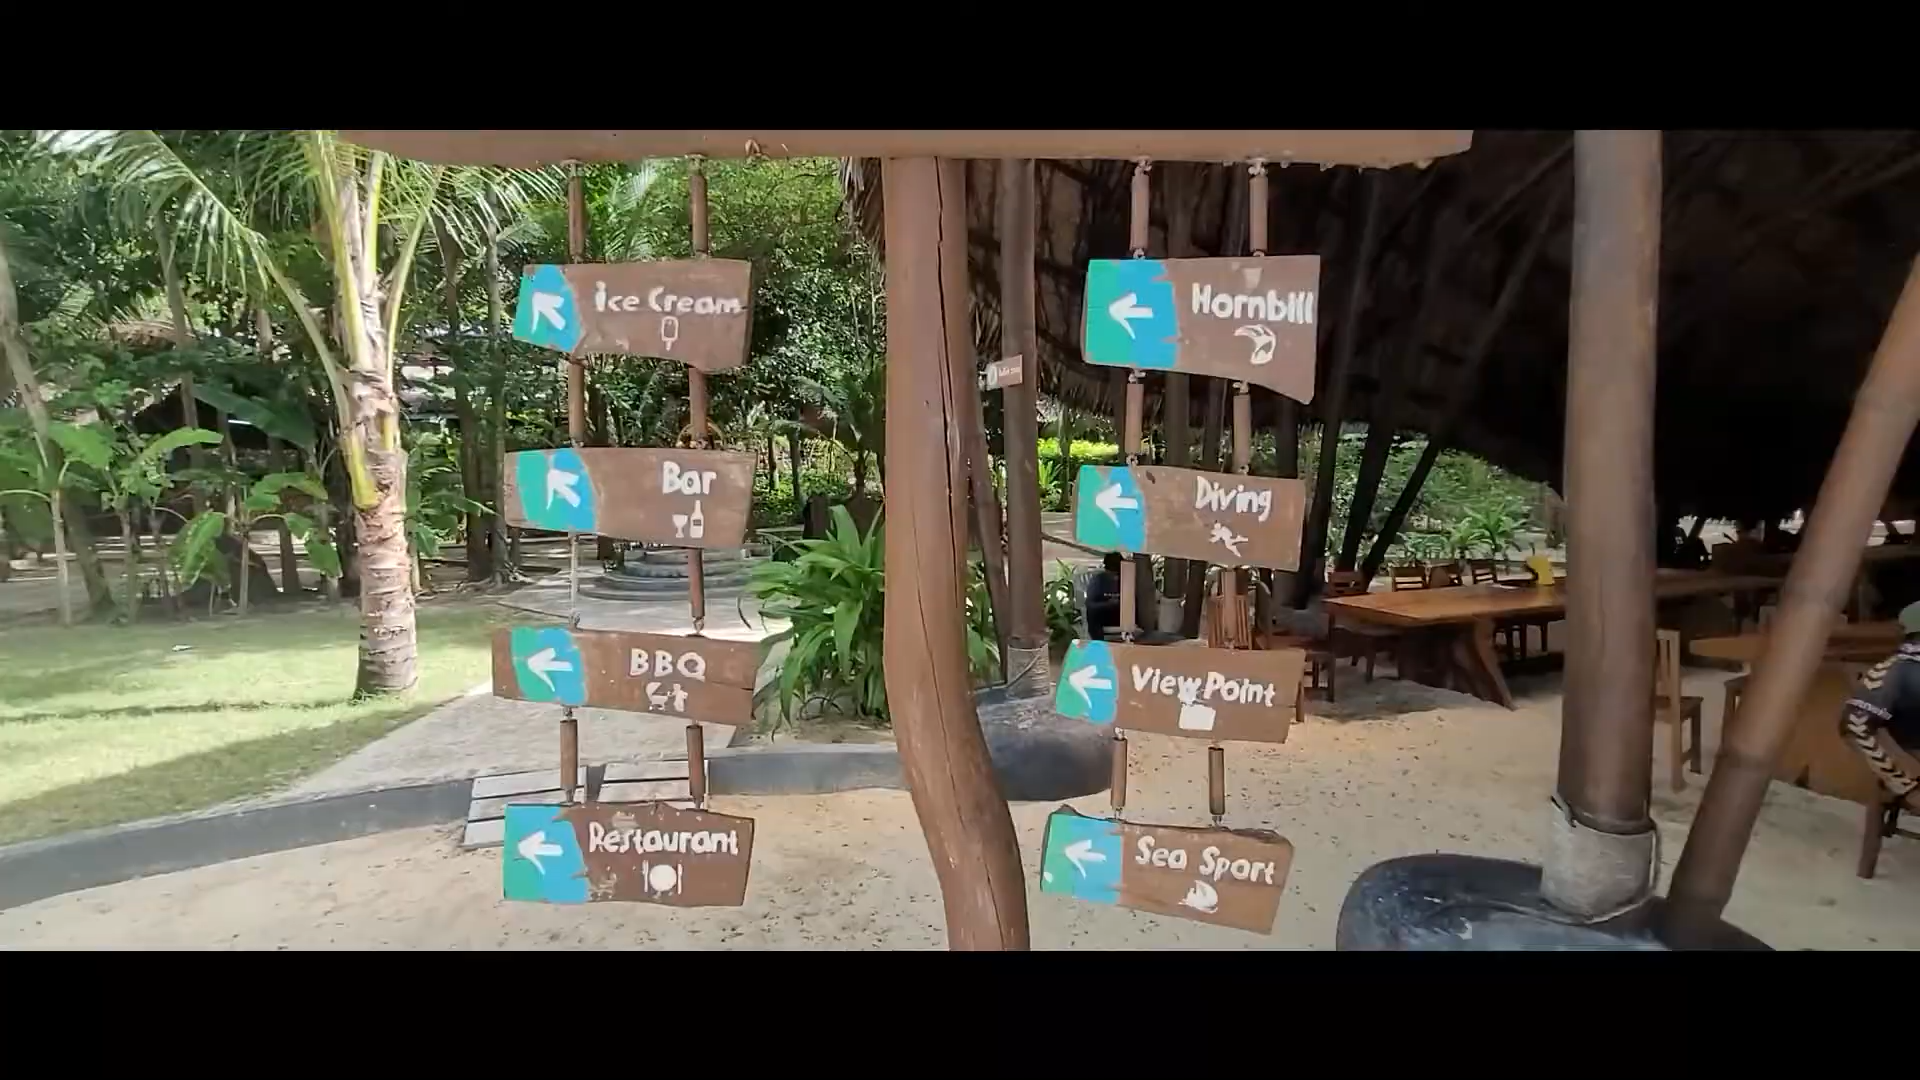 ice Cream
Bar
BBQ
Restaurant
Hornbill
Diving
View Point
Sea Sport